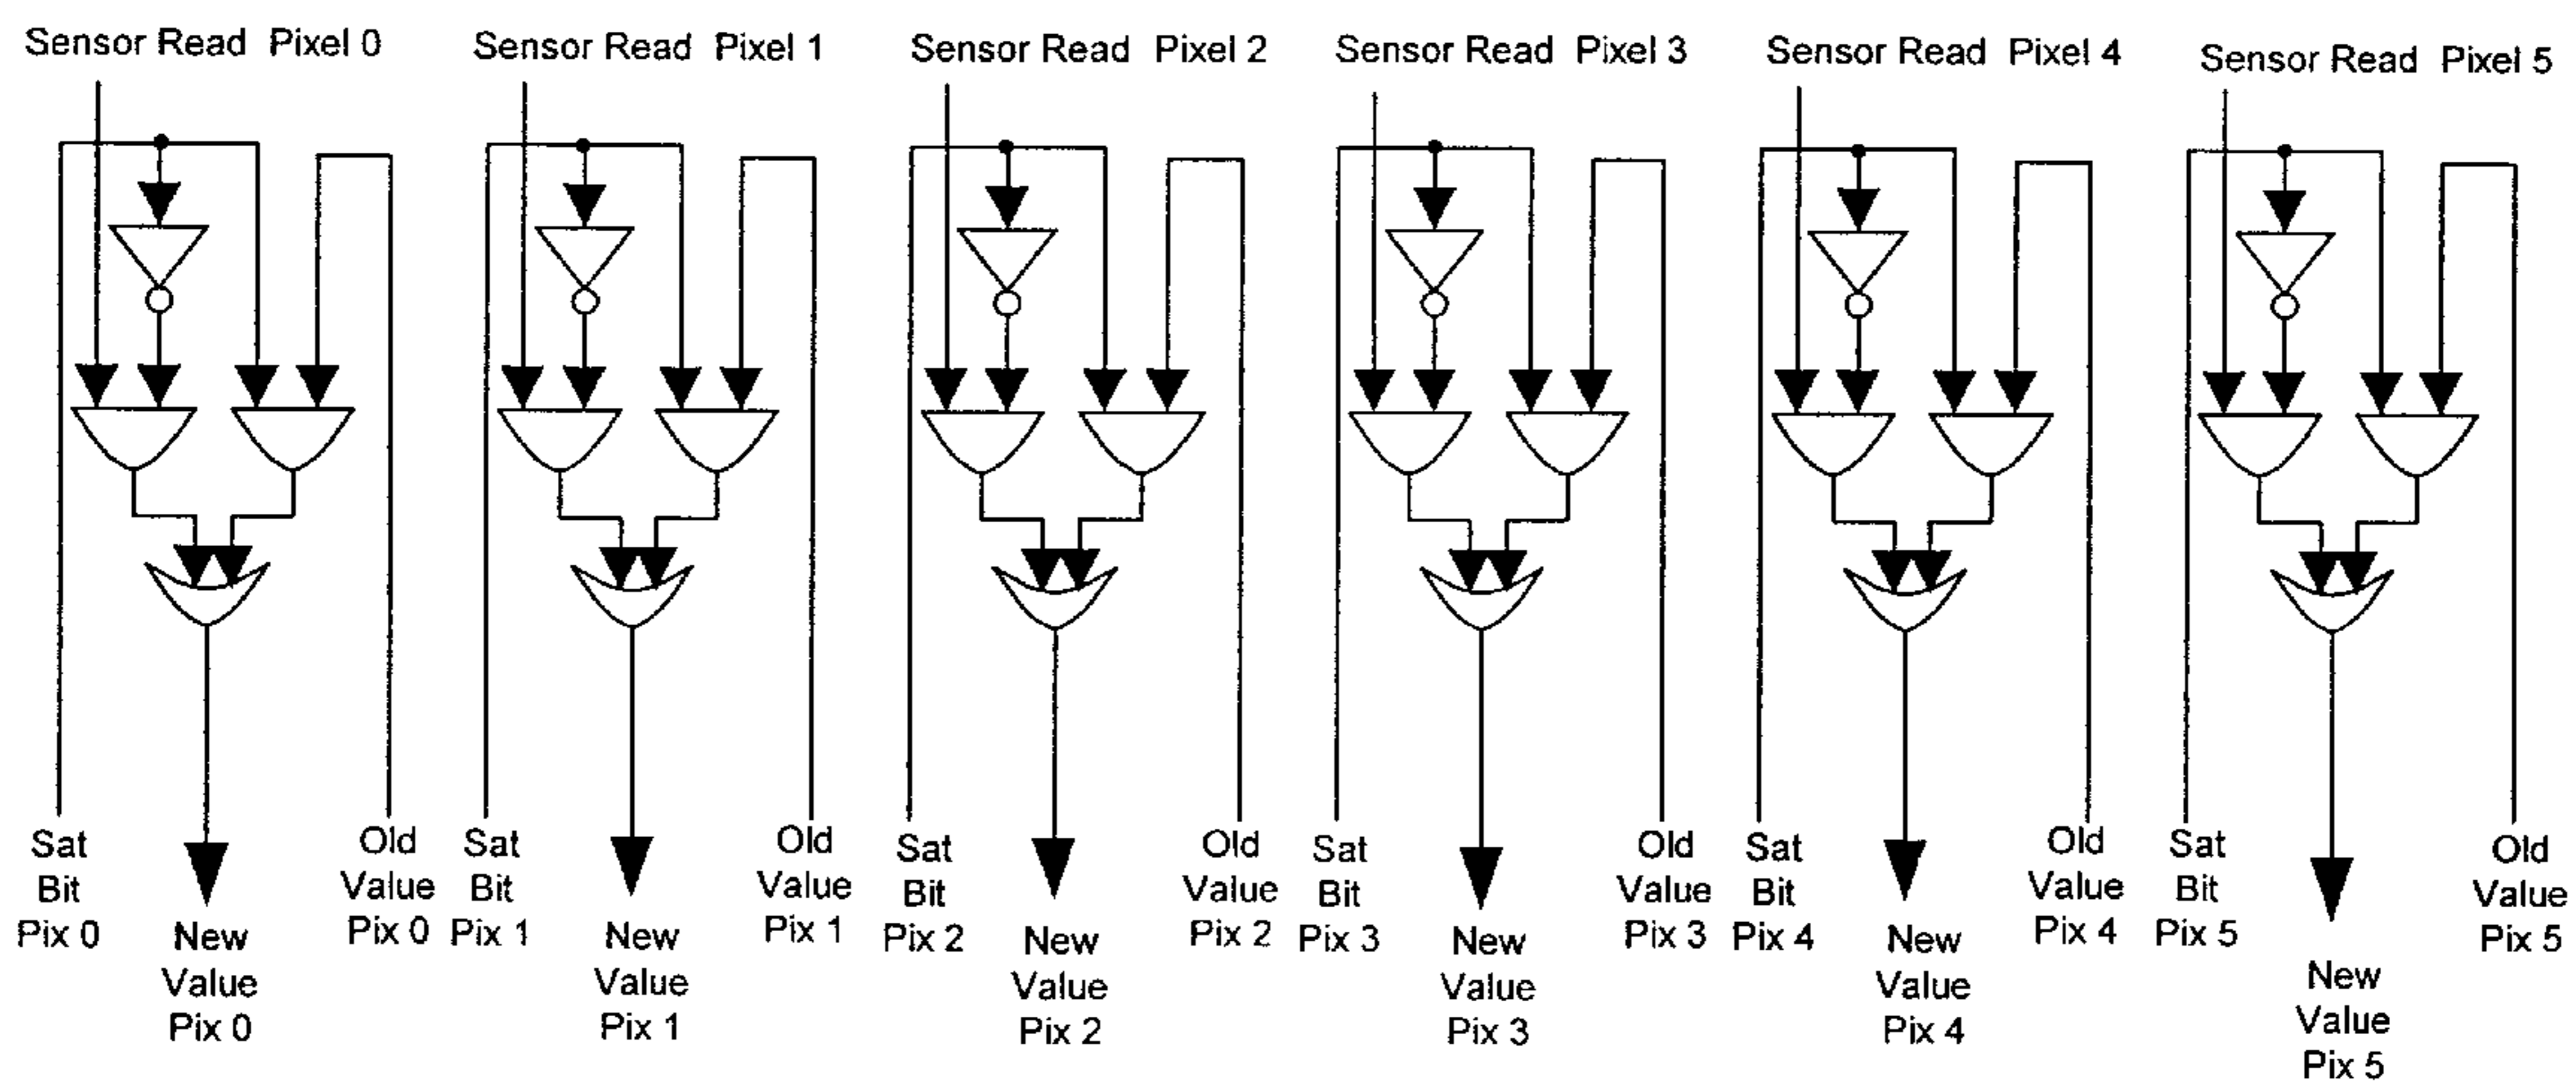 Sensor Read Pixel 0
Sensor Read Pixel 1
Sensor Read Pixel 2
Sensor Read Pixel 3
Sensor Read Pixel 4
Sensor Read Pixel 5
Sat
Bit
Pix 0
New
Value
Pix 0
Old
Value
Pix 0
Sat
Bit
Pix 1
New
Value
Pix 1
Old
Value
Pix 1
Sat
Bit
Pix 2
New
Value
Pix 2
Old
Value
Pix 2
Sat
Bit
Pix 3
New
Value
Pix 3
Old
Value
Pix 3
Sat
Bit
Pix 4
New
Value
Pix 4
Old
Value
Pix 4
Sat
Bit
Pix 5
New
Value
Pix 5
Old
Value
Pix 5